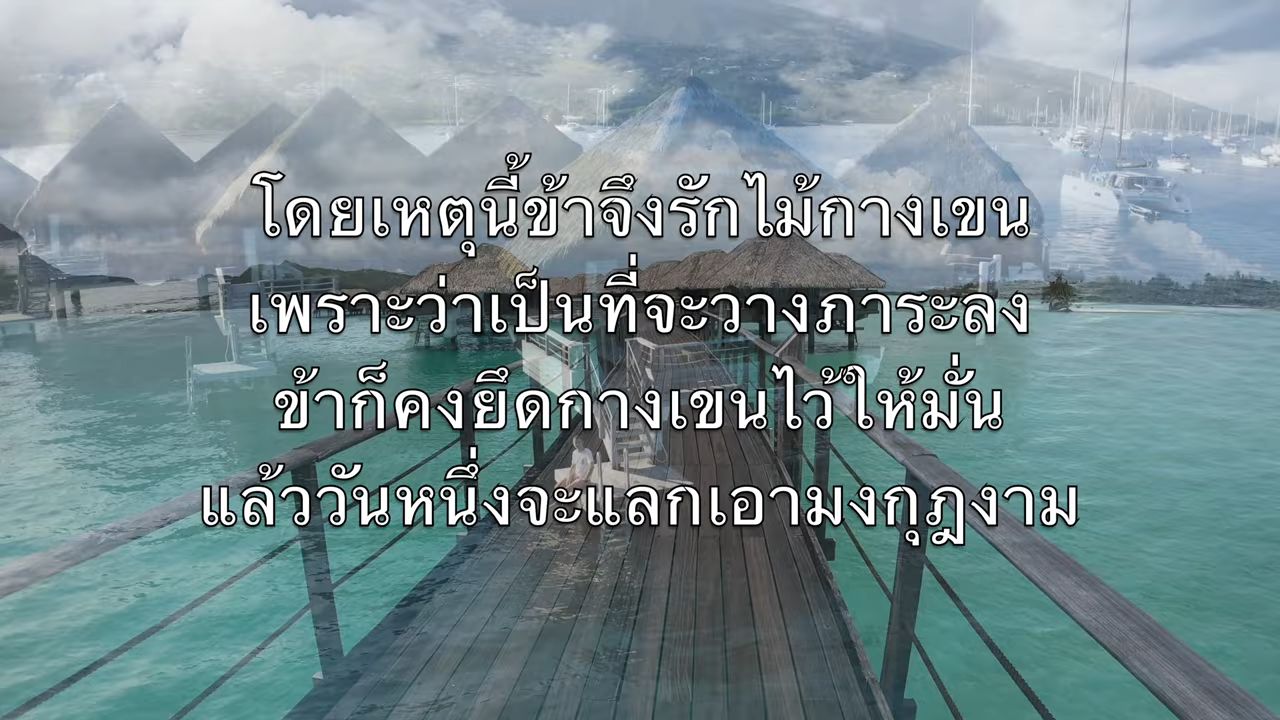 โดยเหตุนี้ข้าจึงรักไม้กางเขน
เพราะว่าเป็นที่จะวางภาระลง
ข้าก็คงยึดกางเขนไว้ให้มั่น
แล้ววันหนึ่งจะแลกเอามงกุฎงาม